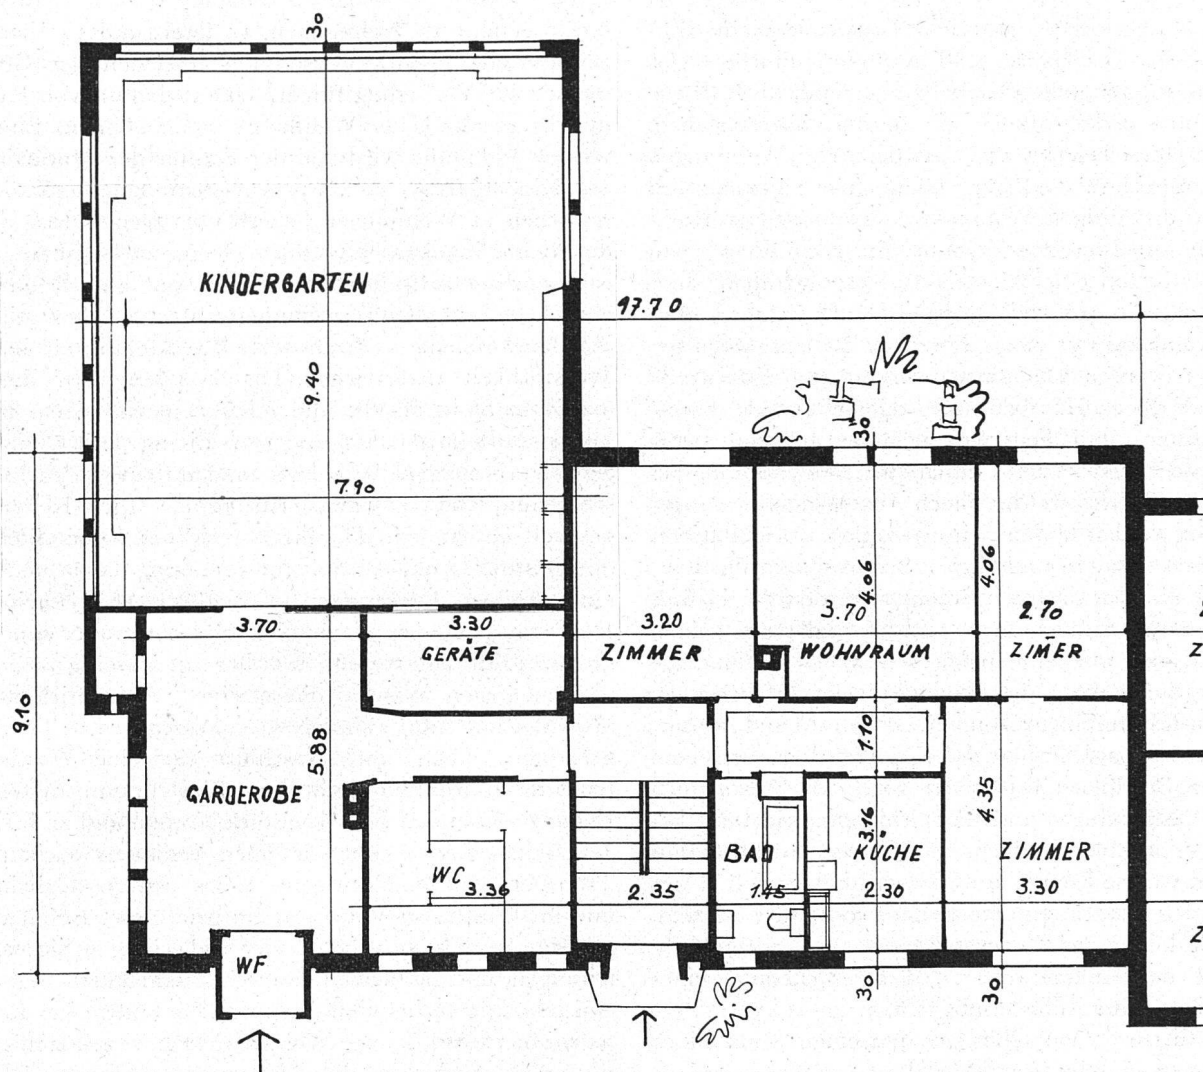 30
KINDERGARTEN
47.70
9.40
7.90
30
4.06
4.06
3.70
3.30
3.20
3.70
2.70
GERÄTE
ZIMMER
WOHNRAUM
ZIMER
Z
9.10
5.88
1.10
GARDEROBE
3.16
4.35
BAD
KÜCHE
ZIMMER
WC
3.36
2.35
1.45
2.30
3.30
WF
Z
30
30